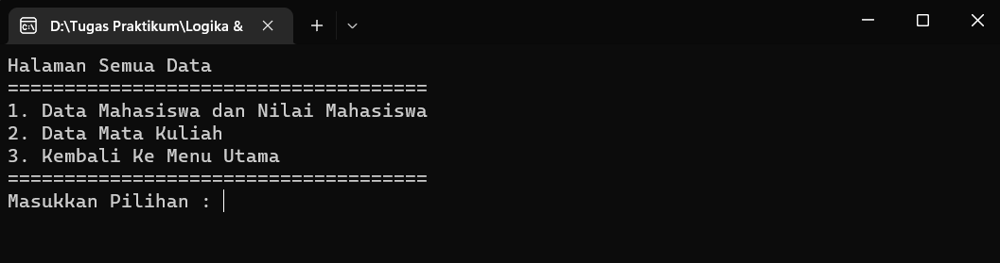 D:\Tugas Praktikum\Logika &
Halaman Semua Data
=====================================
1. Data Mahasiswa dan Nilai Mahasiswa
2. Data Mata Kuliah
3. Kembali Ke Menu Utama
=====================================
Masukkan Pilihan :